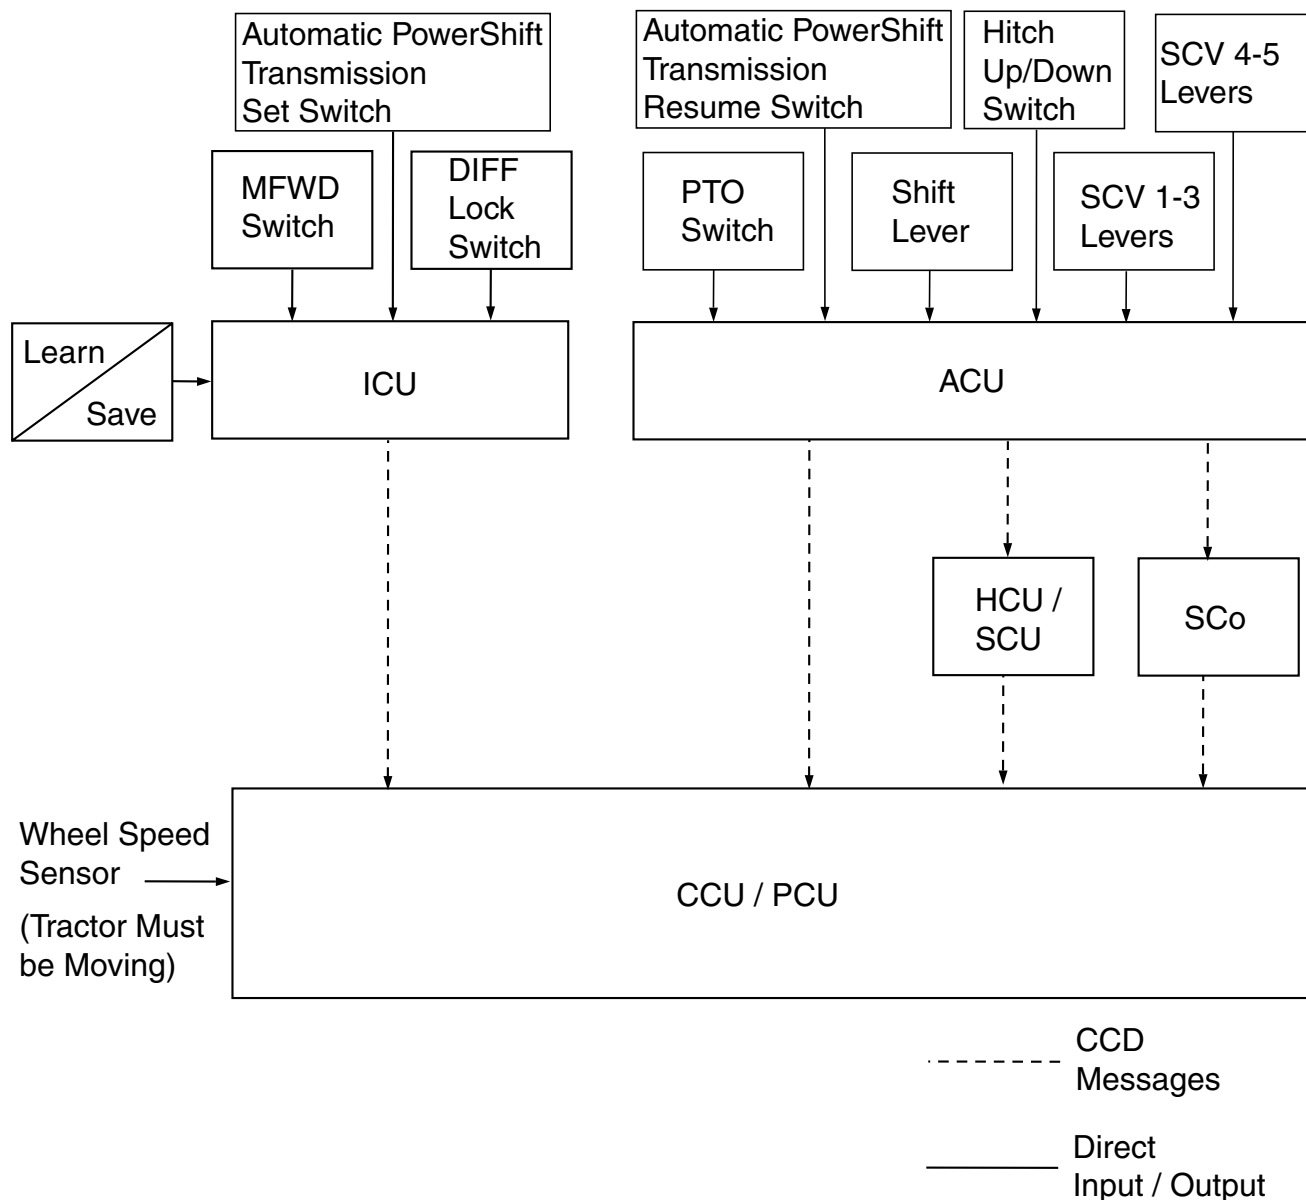 Automatic PowerShift
Transmission
Set Switch
Automatic PowerShift
Transmission
Resume Switch
Hitch
Up/Down
Switch
SCV 4-5
Levers
MFWD
Switch
DIFF
Lock
Switch
PTO
Switch
Shift
Lever
SCV 1-3
Levers
Learn
Save
ICU
ACU
HCU /
SCU
SCo
Wheel Speed
Sensor
(Tractor Must
be Moving)
CCU / PCU
CCD
Messages
Direct
Input / Output